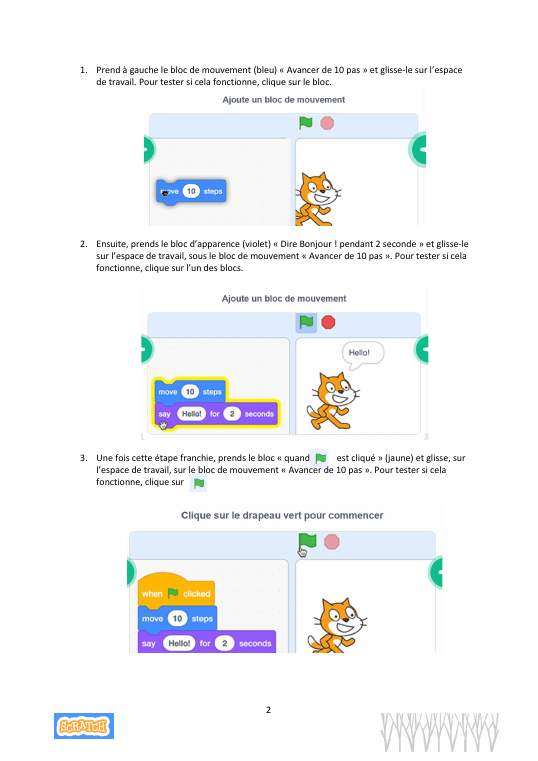 1. Prend à gauche le bloc de mouvement (bleu) « Avancer de 10 pas » et glisse-le sur l'espace
de travail. Pour tester si cela fonctionne, clique sur le bloc.
Ajoute un bloc de mouvement
10 steps
2. Ensuite, prends le bloc d'apparence (violet) « Dire Bonjour ! pendant 2 seconde » et glisse-le
sur l'espace de travail, sous le bloc de mouvement « Avancer de 10 pas ». Pour tester si cela
fonctionne, clique sur l'un des blocs.
Ajoute un bloc de mouvement
Hello!
move 10 steps
say Hello! for 2 seconds
3. Une fois cette étape franchie, prends le bloc « quand est cliqué » (jaune) et glisse, sur
l'espace de travail, sur le bloc de mouvement « Avancer de 10 pas ». Pour tester si cela
fonctionne, clique sur
Clique sur le drapeau vert pour commencer
when clicked
move 10 steps
say Hello! for 2 seconds
2
SCRATCH